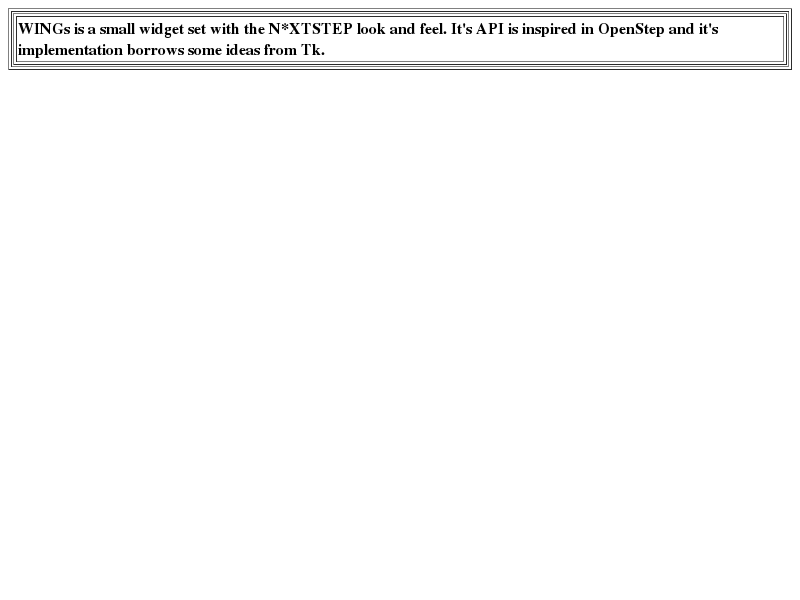 WINGs is a small widget set with the N*XTSTEP look and feel. It's API is inspired in OpenStep and it's
implementation borrows some ideas from Tk.